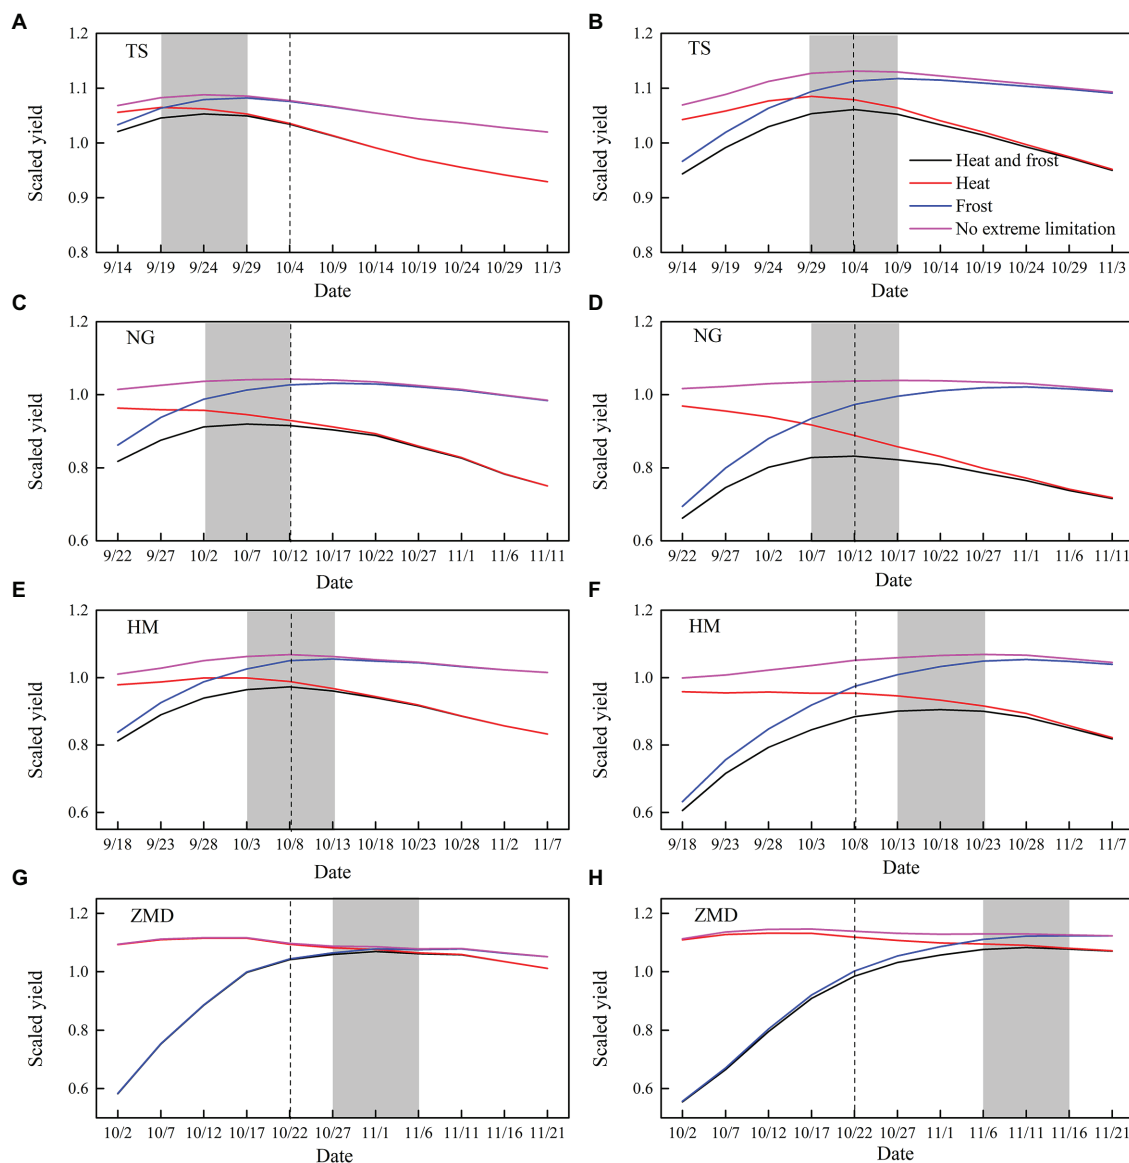 A
TS
Scaled yield
1.2
1.1
1.0
0.9
0.8
9/14 9/19 9/24 9/29 10/4 10/9 10/14 10/19 10/24 10/29 11/3
Date
B
TS
Scaled yield
1.2
1.1
1.0
0.9
0.8
Heat and frost
Heat
Frost
No extreme limitation
9/14 9/19 9/24 9/29 10/4 10/9 10/14 10/19 10/24 10/29 11/3
Date
C
NG
Scaled yield
1.2
1.0
0.8
0.6
9/22 9/27 10/2 10/7 10/12 10/17 10/22 10/27 11/1 11/6 11/11
Date
D
NG
Scaled yield
1.2
1.0
0.8
0.6
9/22 9/27 10/2 10/7 10/12 10/17 10/22 10/27 11/1 11/6 11/11
Date
E
HM
Scaled yield
1.2
1.0
0.8
0.6
9/18 9/23 9/28 10/3 10/8 10/13 10/18 10/23 10/28 11/2 11/7
Date
F
HM
Scaled yield
1.2
1.0
0.8
0.6
9/18 9/23 9/28 10/3 10/8 10/13 10/18 10/23 10/28 11/2 11/7
Date
G
ZMD
Scaled yield
1.2
1.0
0.8
0.6
10/2 10/7 10/12 10/17 10/22 10/27 11/1 11/6 11/11 11/16 11/21
Date
H
ZMD
Scaled yield
1.2
1.0
0.8
0.6
10/2 10/7 10/12 10/17 10/22 10/27 11/1 11/6 11/11 11/16 11/21
Date